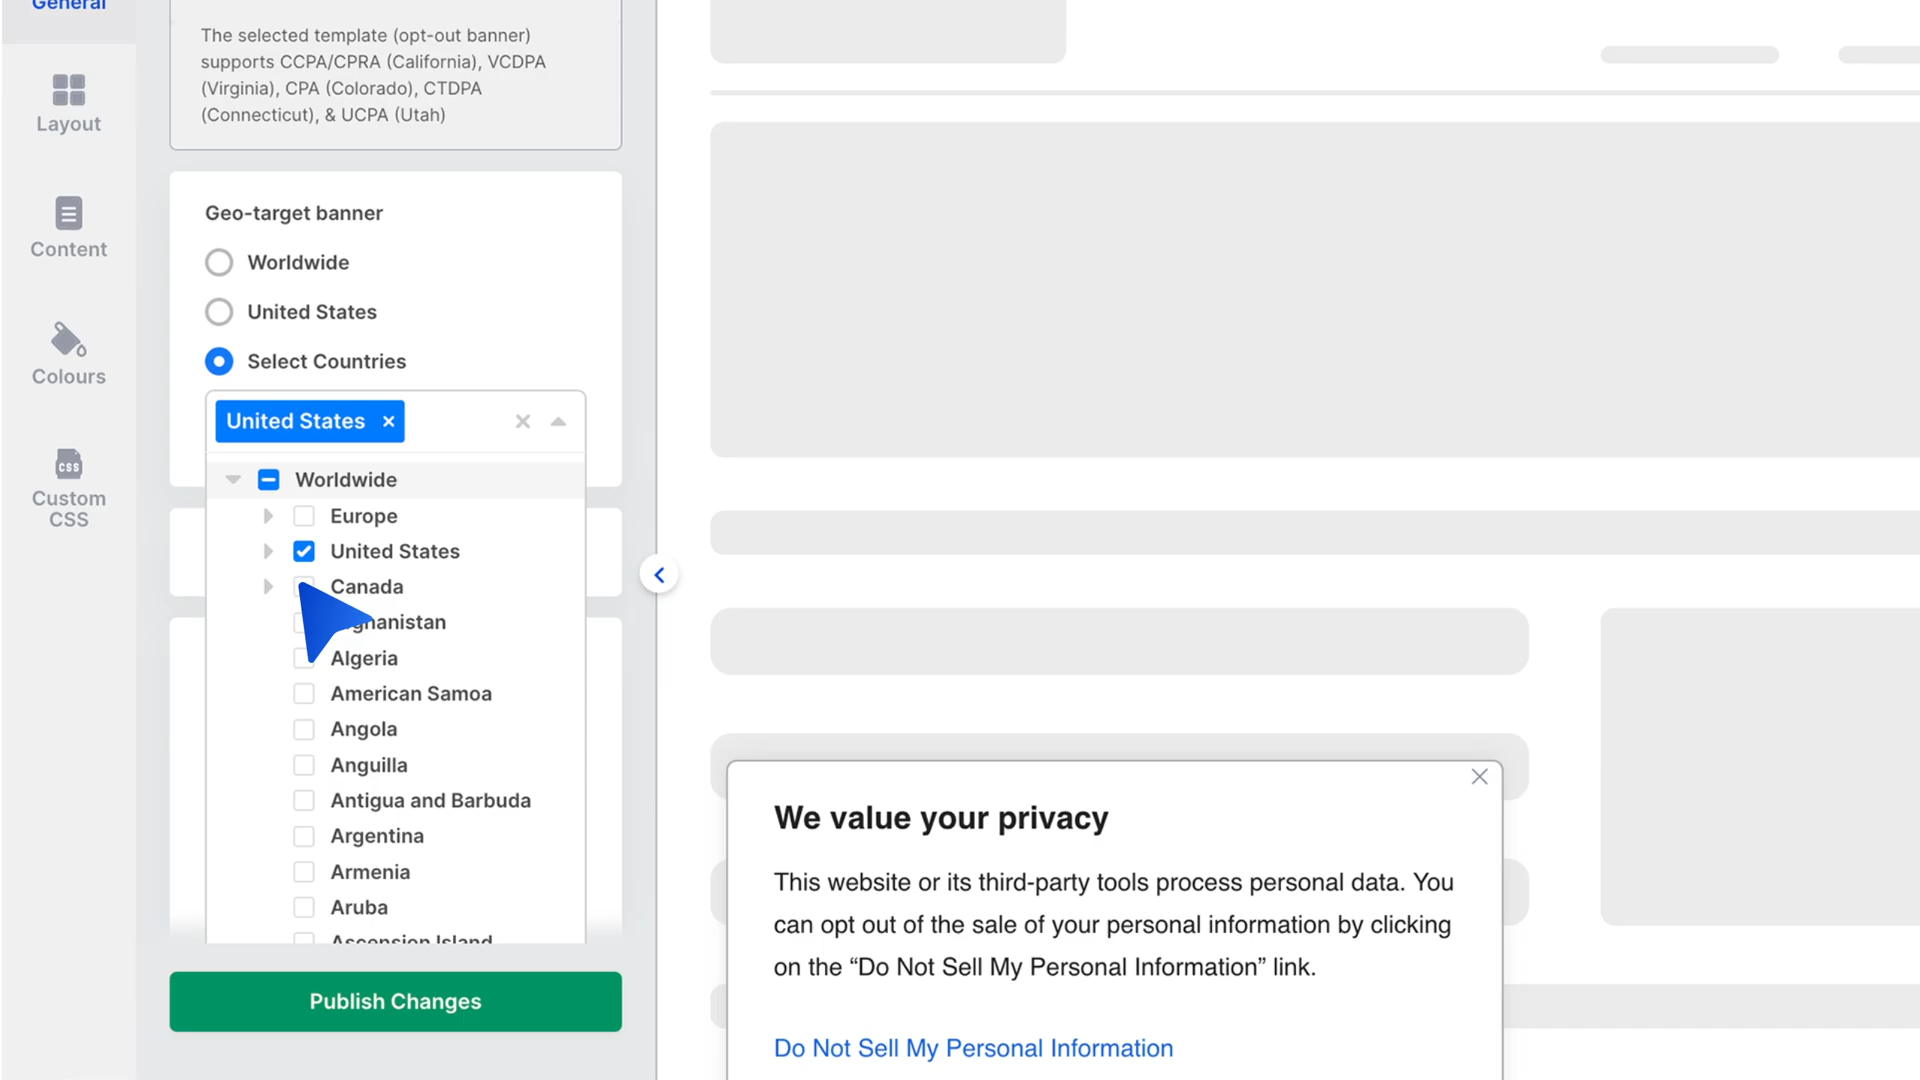 General
Layout
Content
Colours
CSS
Custom
CSS
The selected template (opt-out banner)
supports CCPA/CPRA (California), VCDPA
(Virginia), CPA (Colorado), CTDPA
(Connecticut), & UCPA (Utah)
Geo-target banner
Worldwide
United States
Select Countries
United States ×
Worldwide
Europe
United States
Canada
Algeria
American Samoa
Angola
Anguilla
Antigua and Barbuda
Argentina
Armenia
Aruba
Ascension Island
Publish Changes
We value your privacy
This website or its third-party tools process personal data. You
can opt out of the sale of your personal information by clicking
on the “Do Not Sell My Personal Information” link.
Do Not Sell My Personal Information